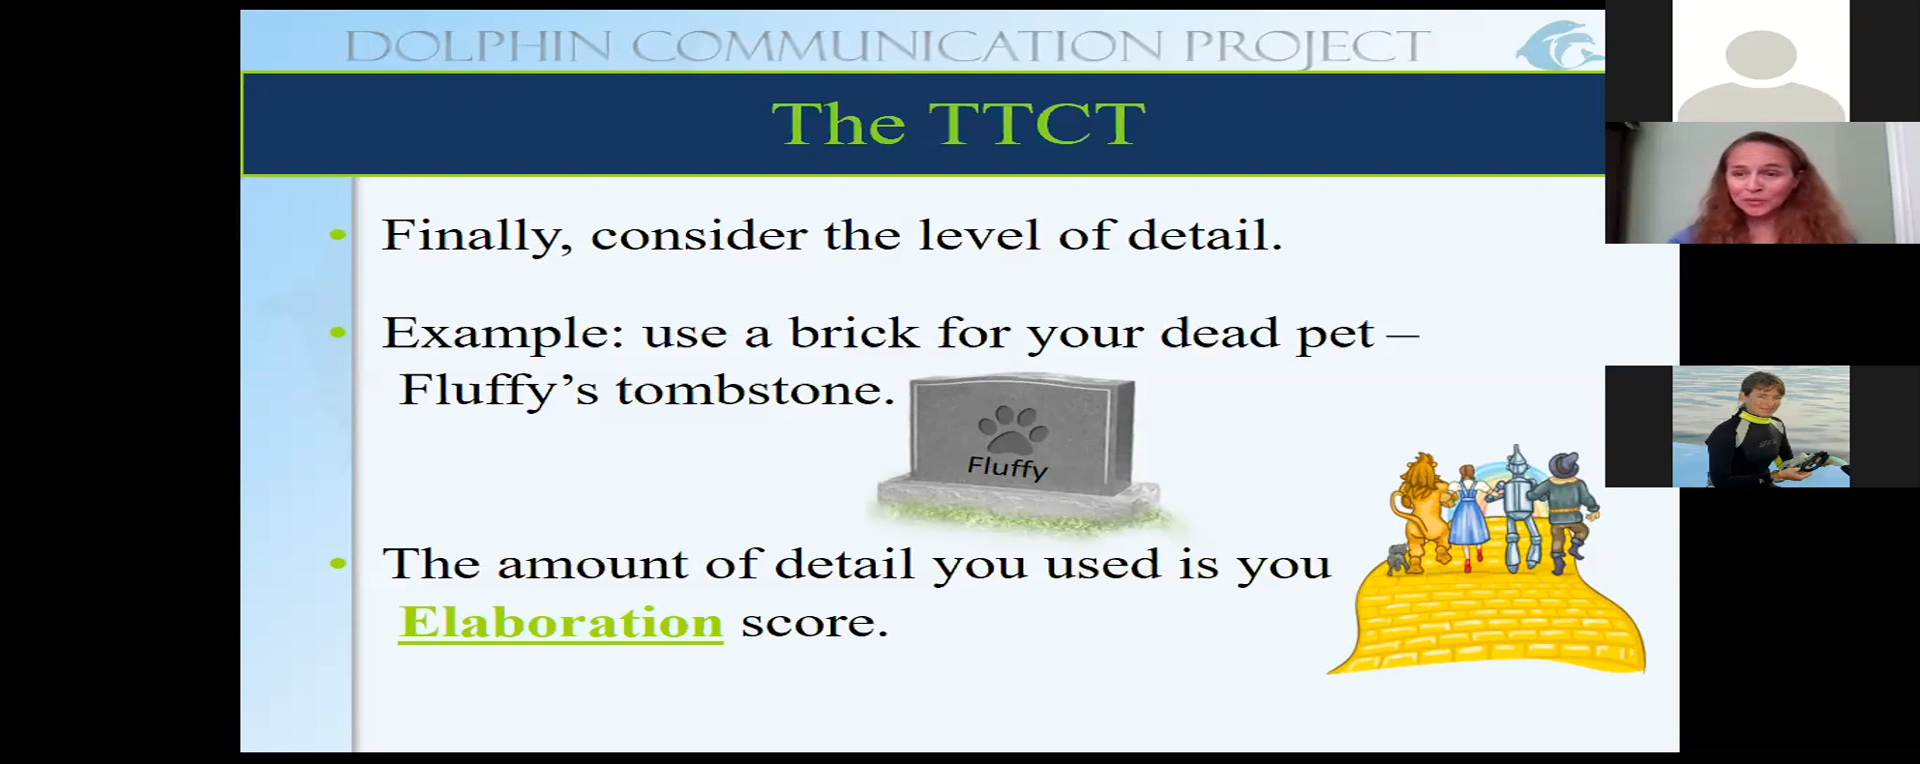 DOLPHIN COMMUNICATION PROJECT
The TTCT
• Finally, consider the level of detail.
• Example: use a brick for your dead pet –
Fluffy’s tombstone.
Fluffy
• The amount of detail you used is you
Elaboration score.